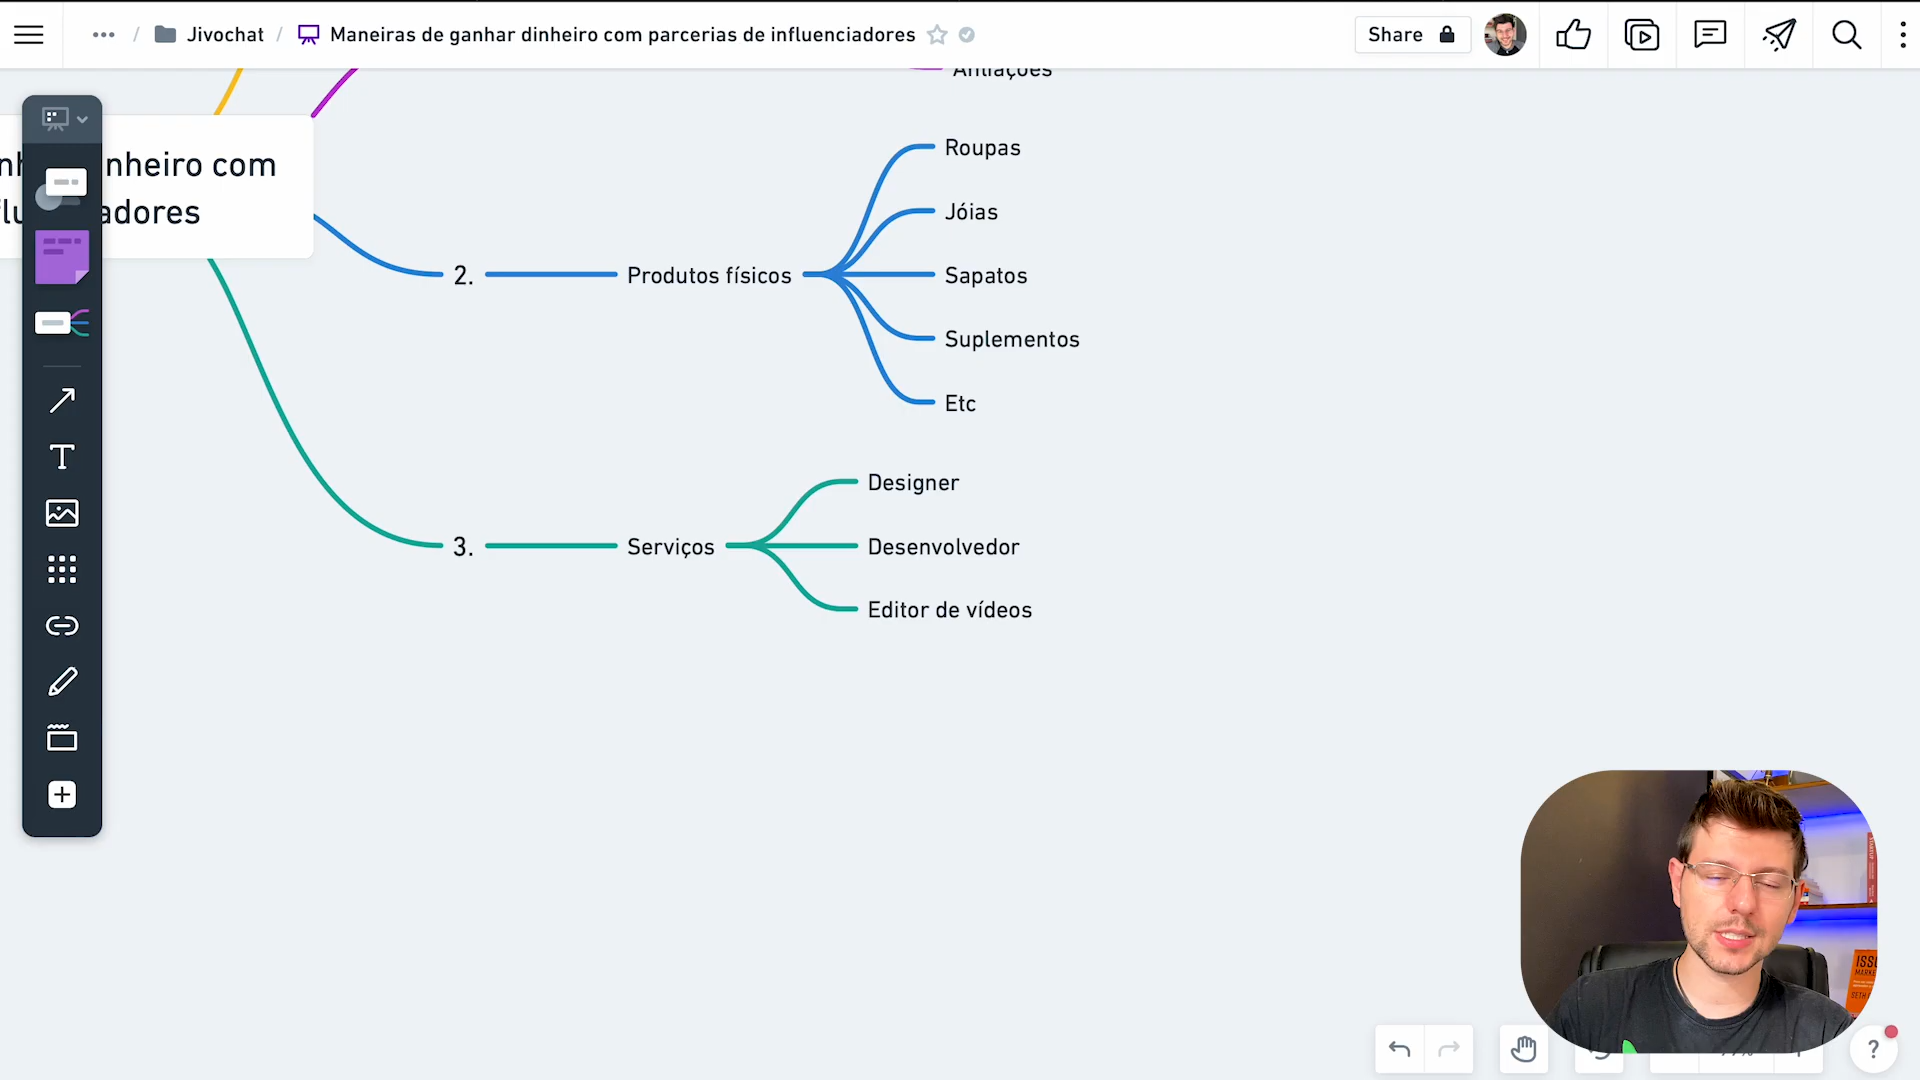 Jivochat / Maneiras de ganhar dinheiro com parcerias de influenciadores
Share
nheiro com
adores
Roupas
Jóias
2. Produtos físicos Sapatos
Suplementos
Etc
Designer
3. Serviços Desenvolvedor
Editor de vídeos
?